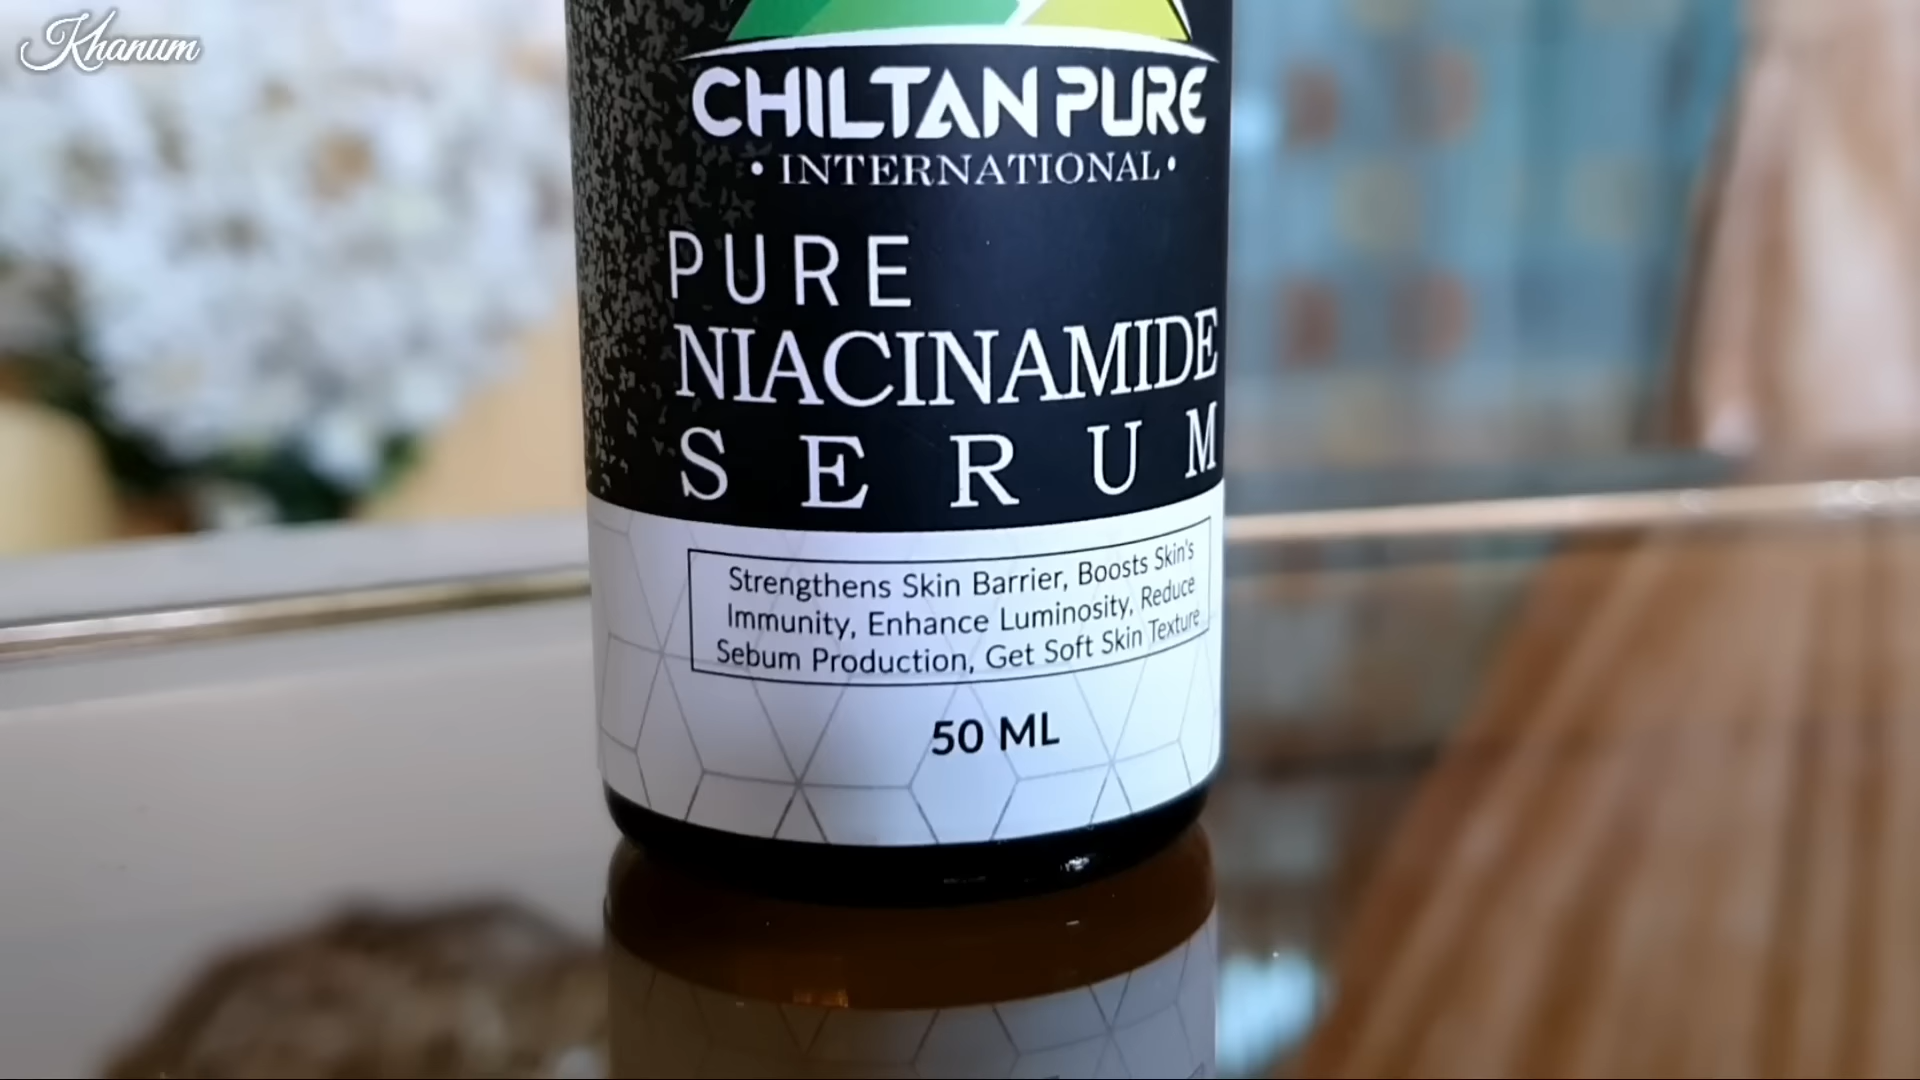 Khanum
CHILTAN PURE
• INTERNATIONAL •
PURE
NIACINAMIDE
SERUM
Strengthens Skin Barrier, Boosts Skin's
Immunity, Enhance Luminosity, Reduce
Sebum Production, Get Soft Skin Texture
50 ML